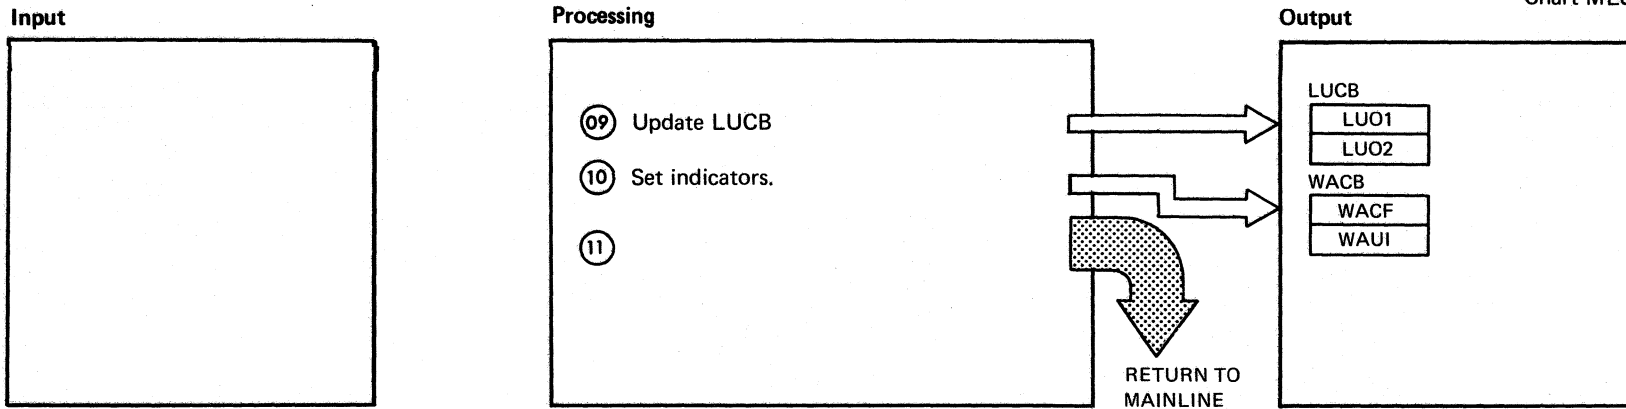 Input
Processing
Output
09 Update LUCB
10 Set indicators.
11
RETURN TO
MAINLINE
LUCB
LUO1
LUO2
WACB
WACF
WAUI